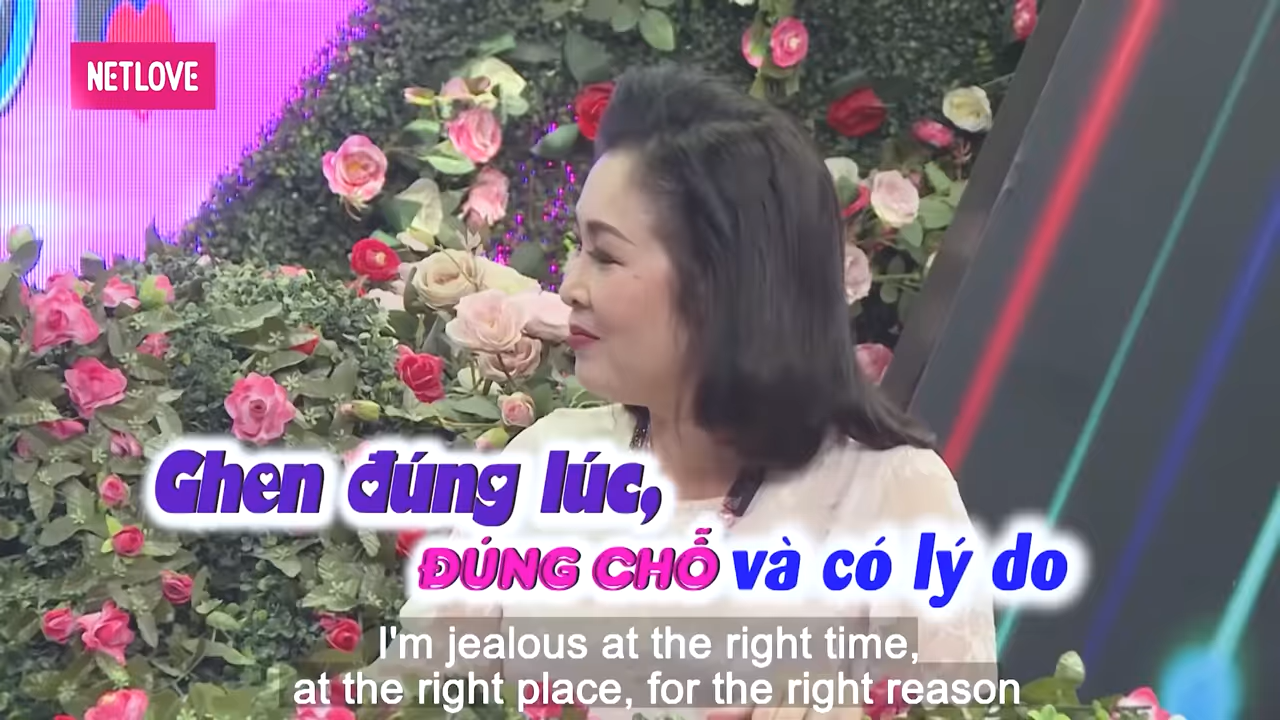 NETLOVE
Ghen đúng lúc,
ĐÚNG CHỖ và có lý do
I'm jealous at the right time,
at the right place, for the right reason